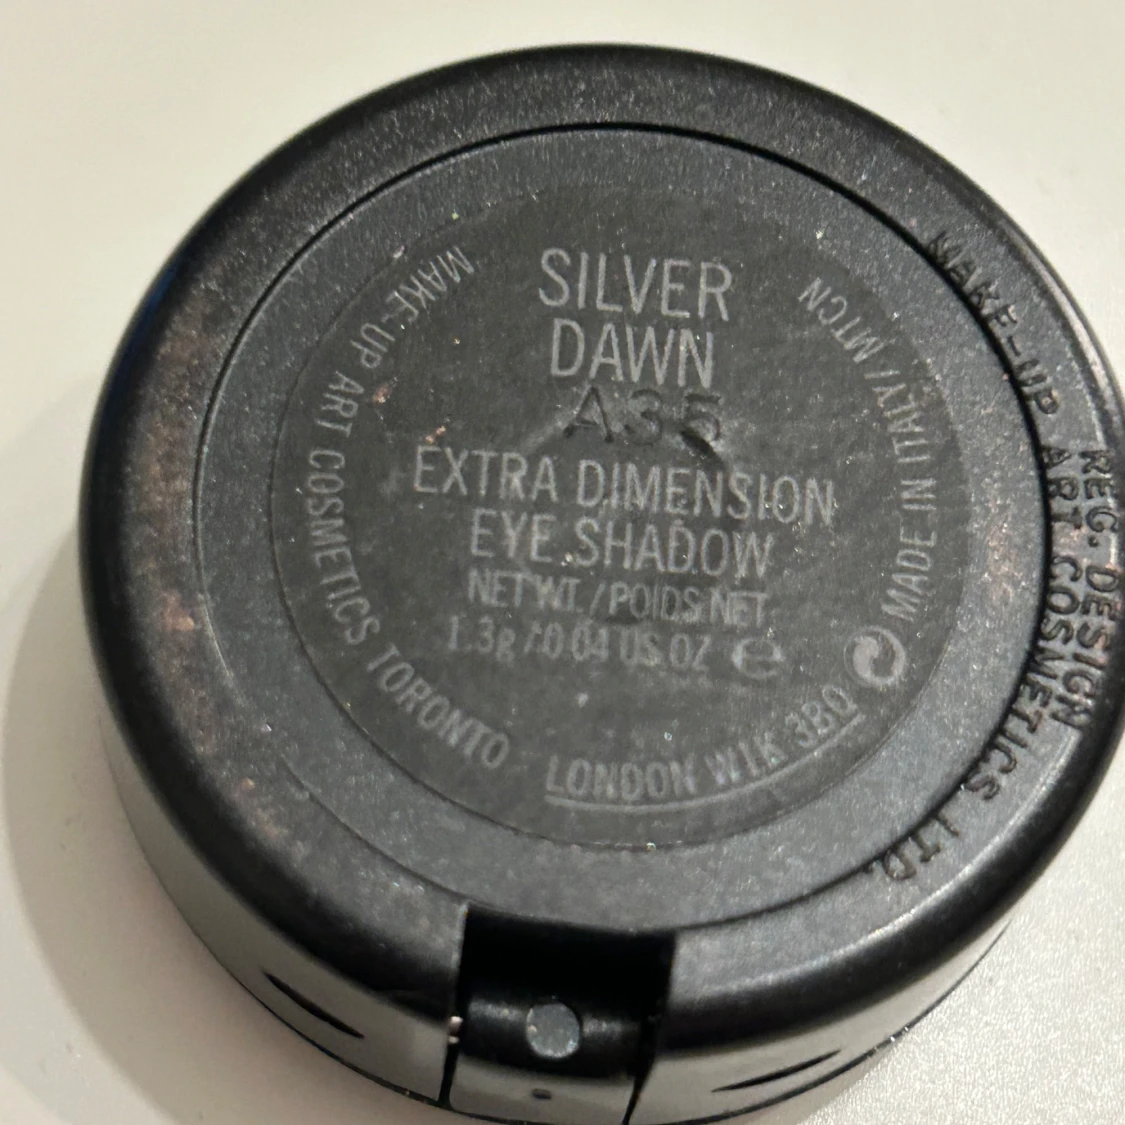 SILVER
DAWN
A35
EXTRA DIMENSION
EYE SHADOW
NET WT. / POIDS NET
1.3g / 0.04 US OZ ℮
MAKE-UP ART COSMETICS TORONTO
LONDON W1K 3BQ
MADE IN ITALY/ MTCN
MAKE-UP ART COSMETICS, LTD.
REG. DESIGN